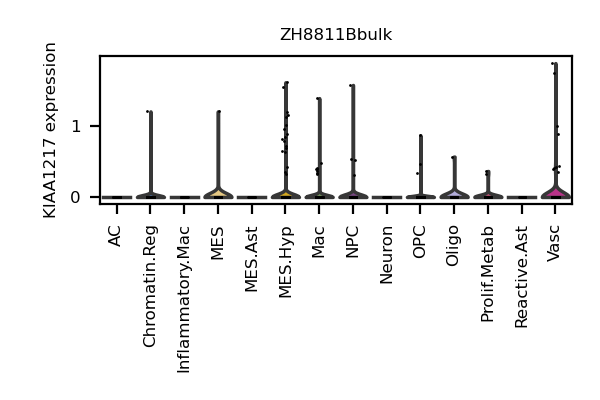 ZH8811Bbulk
KIAA1217 expression
1
0
AC
Chromatin.Reg
Inflammatory.Mac
MES
MES.Ast
MES.Hyp
Mac
NPC
Neuron
OPC
Oligo
Prolif.Metab
Reactive.Ast
Vasc